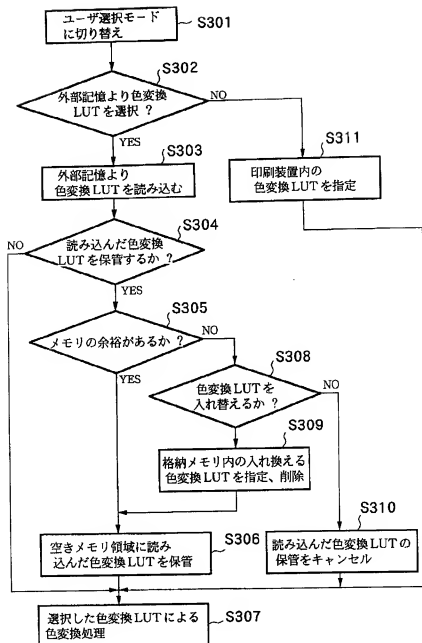 S301
ユーザ選択モード
に切り替え
S302
外部記憶より色変換
LUTを選択？
NO
YES
S303
外部記憶より
色変換LUTを読み込む
S311
印刷装置内の
色変換LUTを指定
S304
NO
読み込んだ色変換
LUTを保管するか？
YES
S305
メモリの余裕があるか？
NO
YES
S308
色変換LUTを
入れ替えるか？
NO
YES
S309
格納メモリ内の入れ換える
色変換LUTを指定、削除
S306
空きメモリ領域に読み
込んだ色変換LUTを保管
S310
読み込んだ色変換LUTの
保管をキャンセル
S307
選択した色変換LUTによる
色変換処理